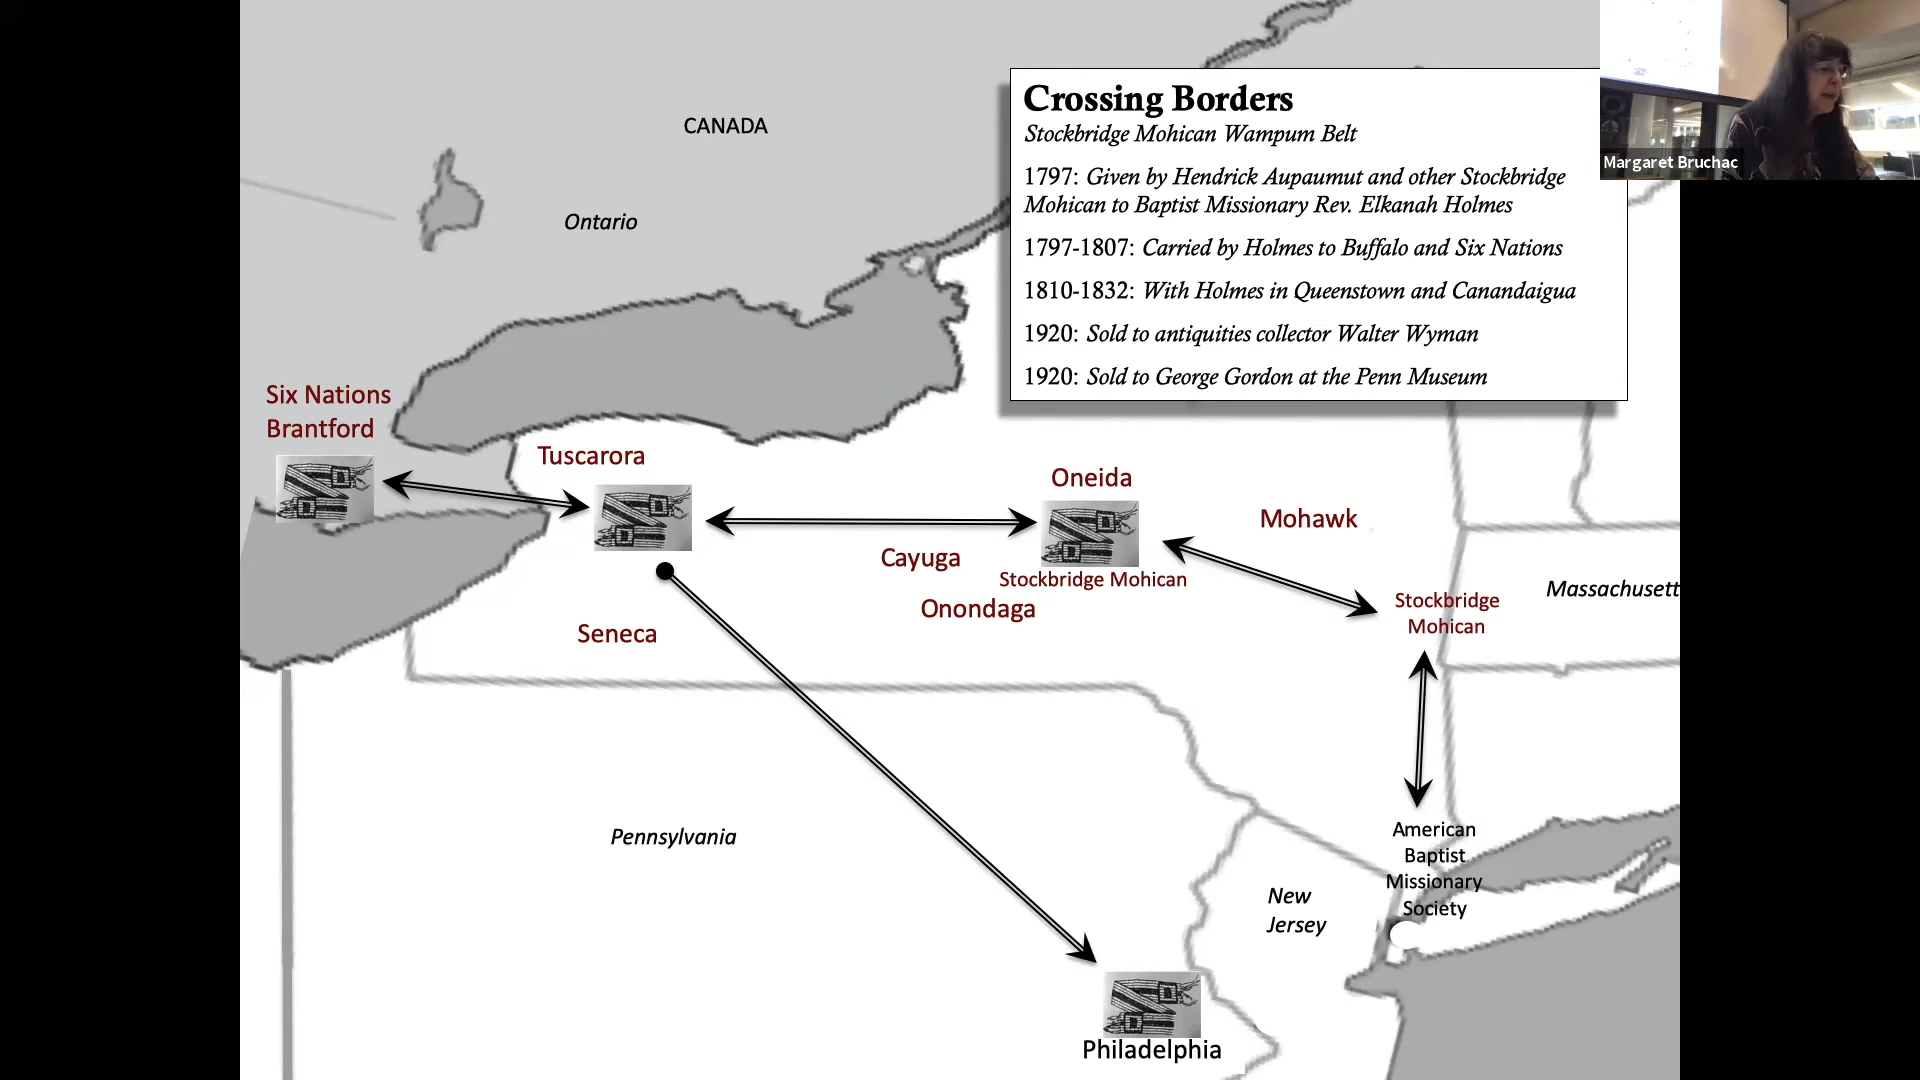 CANADA
Ontario
Crossing Borders
Stockbridge Mohican Wampum Belt
1797: Given by Hendrick Aupaumut and other Stockbridge
Mohican to Baptist Missionary Rev. Elkanah Holmes
1797-1807: Carried by Holmes to Buffalo and Six Nations
1810-1832: With Holmes in Queenstown and Canandaigua
1920: Sold to antiquities collector Walter Wyman
1920: Sold to George Gordon at the Penn Museum
Margaret Bruchac
Six Nations
Brantford
Tuscarora
Oneida
Mohawk
Cayuga
Stockbridge Mohican
Onondaga
Seneca
Stockbridge
Mohican
Massachusett
Pennsylvania
American
Baptist
Missionary
Society
New
Jersey
Philadelphia